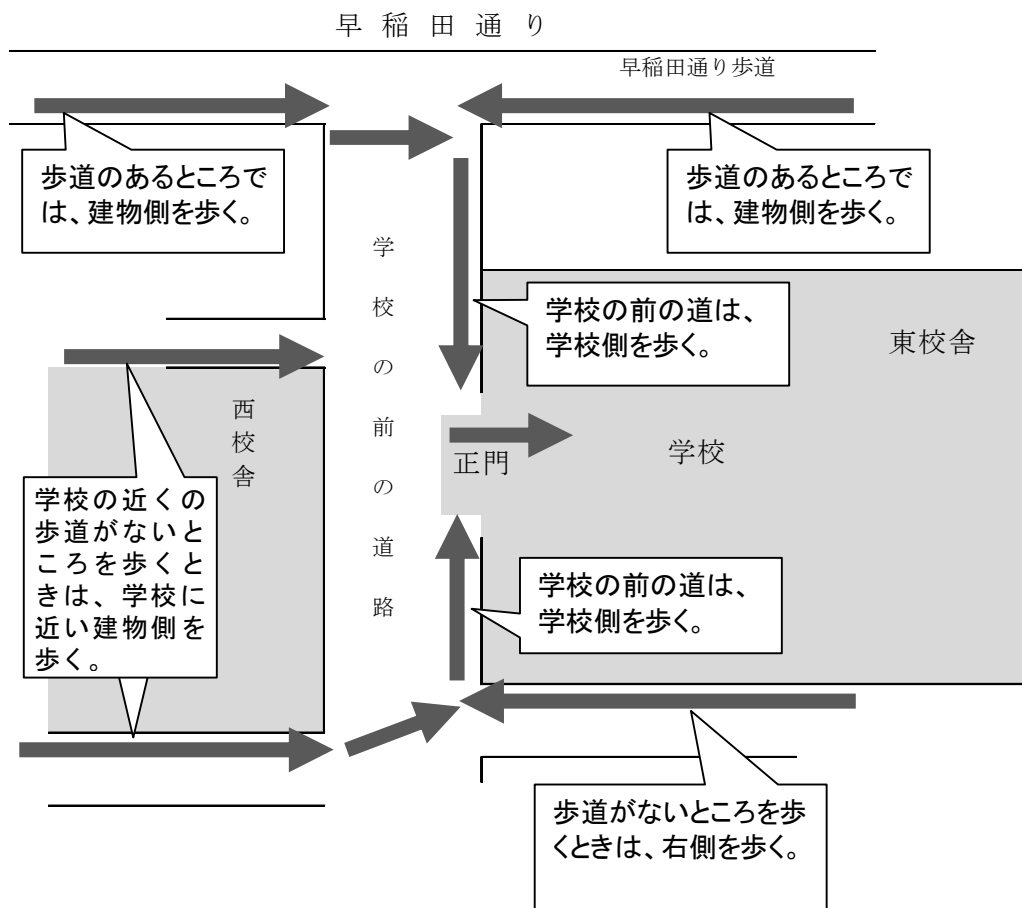 早稲田通り
早稲田通り歩道
歩道のあるところで
は、建物側を歩く。
歩道のあるところで
は、建物側を歩く。
学校の前の道路
学校の前の道は、
学校側を歩く。
東校舎
西校舎
正門
学校
学校の近くの
歩道がないと
ころを歩くと
きは、学校に
近い建物側を
歩く。
学校の前の道は、
学校側を歩く。
歩道がないところを歩
くときは、右側を歩く。